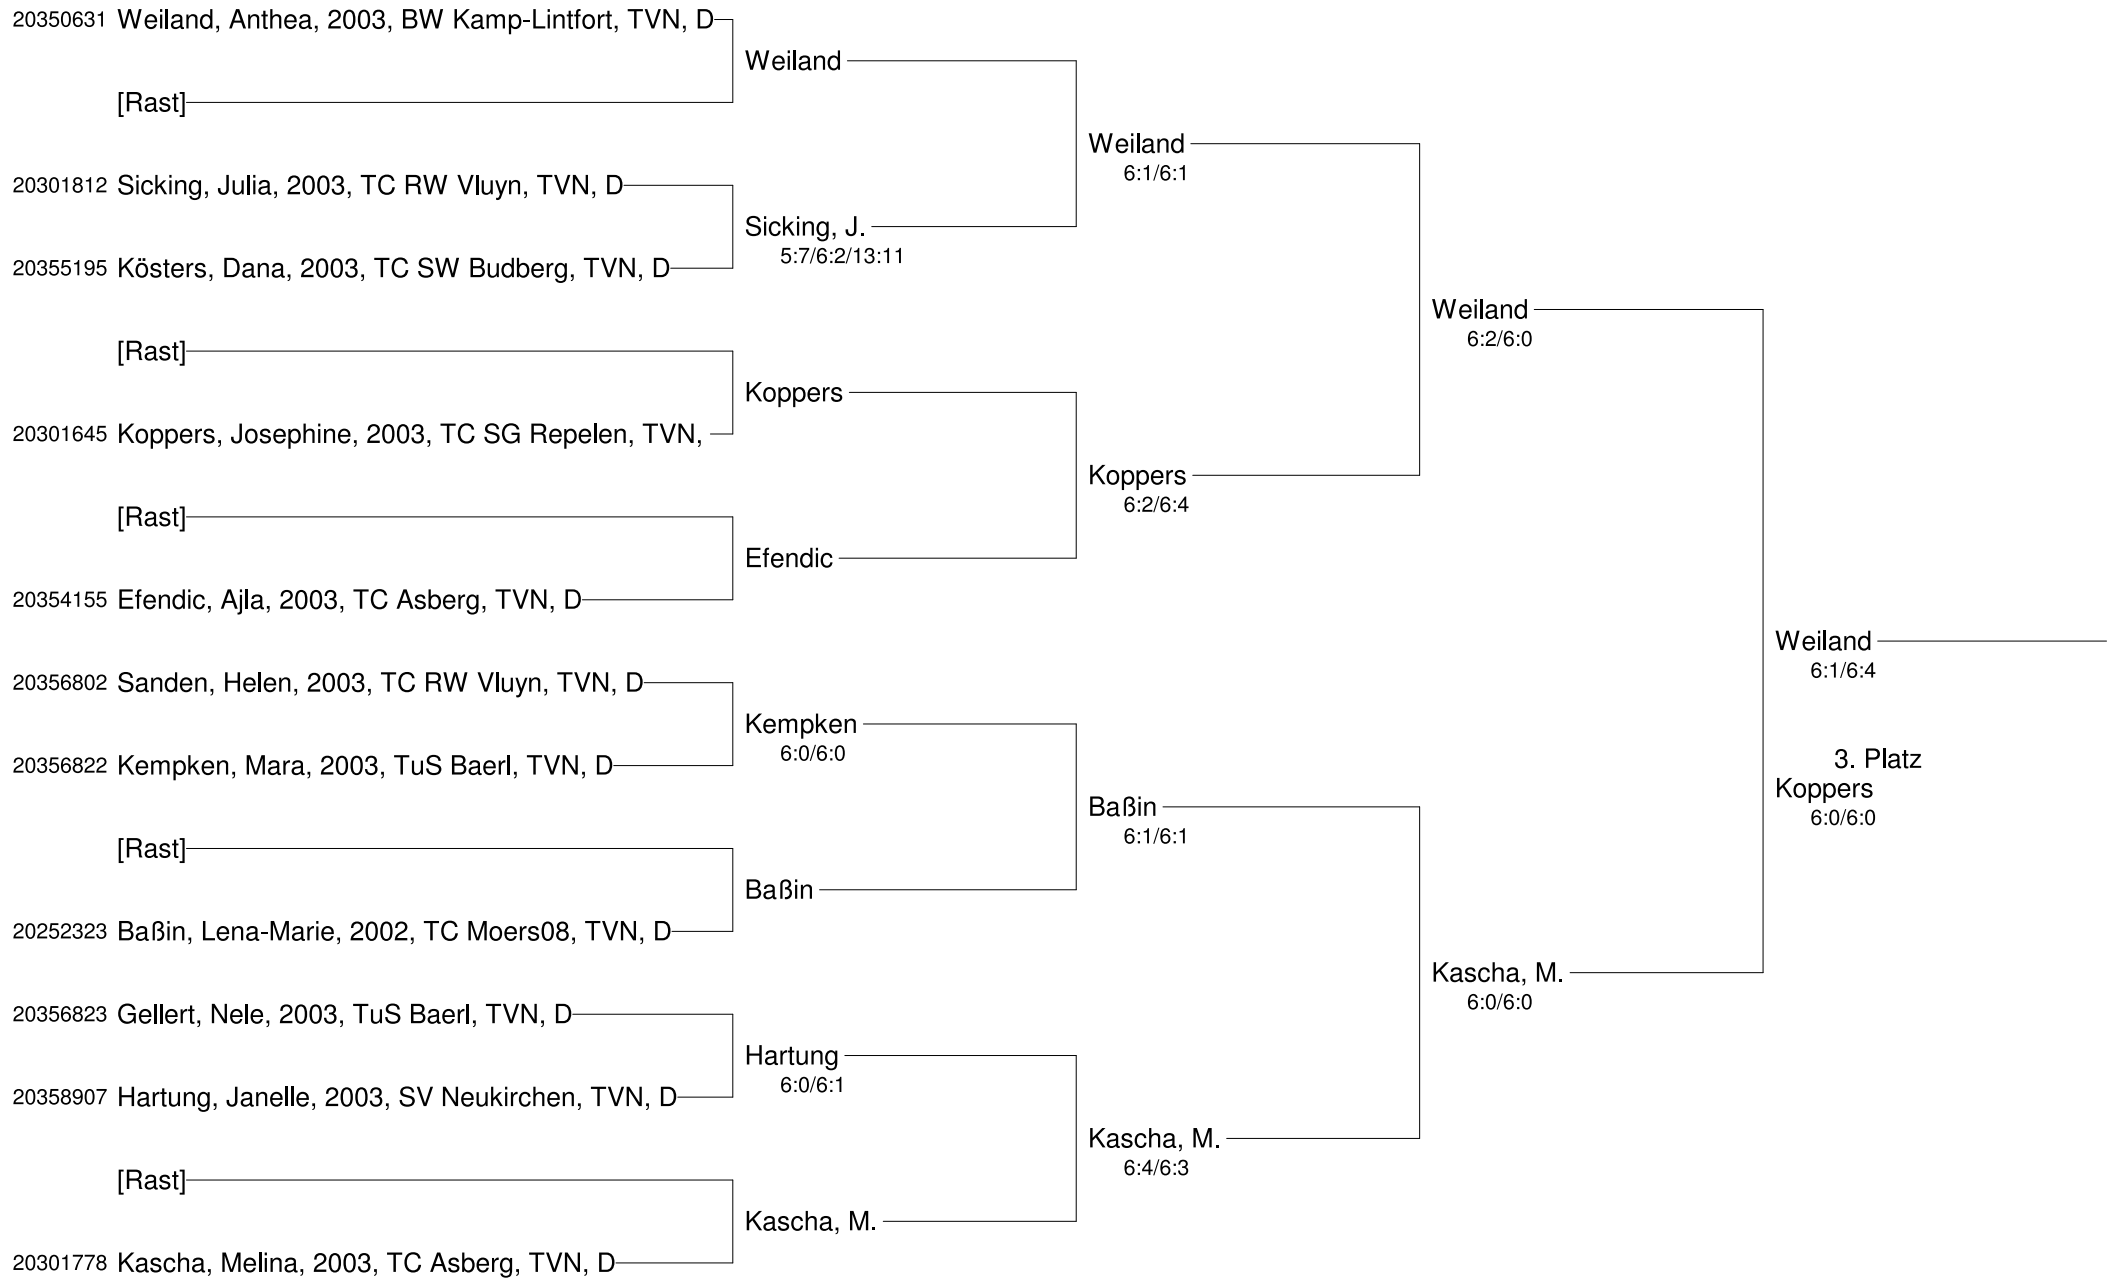 20350631 Weiland, Anthea, 2003, BW Kamp-Lintfort, TVN, D
[Rast]
20301812 Sicking, Julia, 2003, TC RW Vluyn, TVN, D
20355195 Kösters, Dana, 2003, TC SW Budberg, TVN, D
[Rast]
20301645 Koppers, Josephine, 2003, TC SG Repelen, TVN,
[Rast]
20354155 Efendic, Ajla, 2003, TC Asberg, TVN, D
20356802 Sanden, Helen, 2003, TC RW Vluyn, TVN, D
20356822 Kempken, Mara, 2003, TuS Baerl, TVN, D
[Rast]
20252323 Baßin, Lena-Marie, 2002, TC Moers08, TVN, D
20356823 Gellert, Nele, 2003, TuS Baerl, TVN, D
20358907 Hartung, Janelle, 2003, SV Neukirchen, TVN, D
[Rast]
20301778 Kascha, Melina, 2003, TC Asberg, TVN, D
Weiland
Sicking, J.
5:7/6:2/13:11
Koppers
Efendic
Kempken
6:0/6:0
Baßin
Hartung
6:0/6:1
Kascha, M.
Weiland
6:1/6:1
Koppers
6:2/6:4
Baßin
6:1/6:1
Kascha, M.
6:4/6:3
Weiland
6:2/6:0
Kascha, M.
6:0/6:0
Weiland
6:1/6:4
3. Platz
Koppers
6:0/6:0